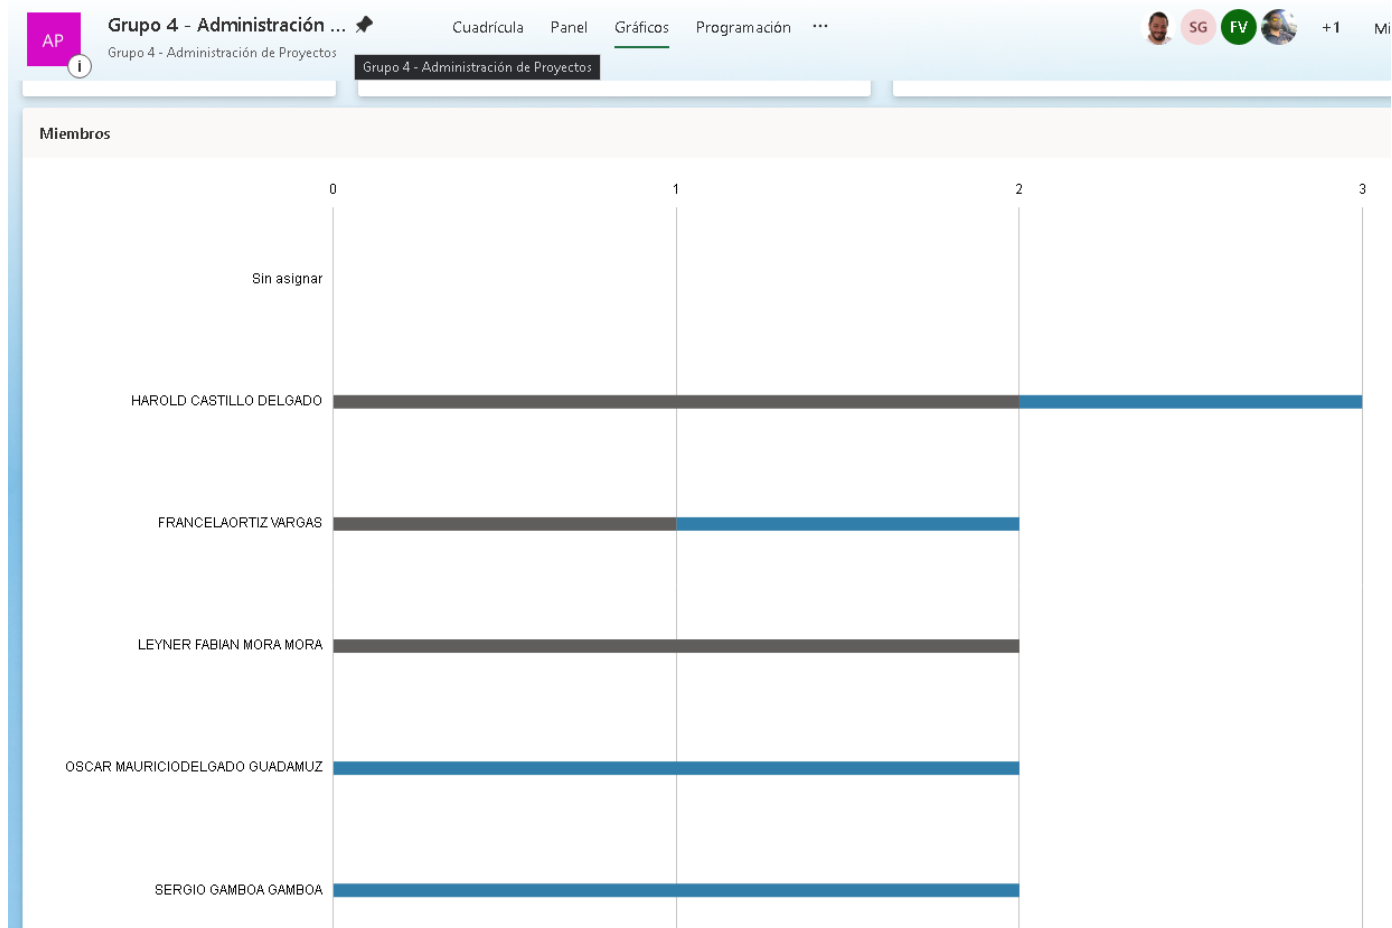 AP
Grupo 4 - Administración ...
Cuadrícula Panel Gráficos Programación ...
SG FV +1 Mi
Grupo 4 - Administración de Proyectos
i
Grupo 4 - Administración de Proyectos
Miembros
0 1 2 3
Sin asignar
HAROLD CASTILLO DELGADO
FRANCELAORTIZ VARGAS
LEYNER FABIAN MORA MORA
OSCAR MAURICIODELGADO GUADAMUZ
SERGIO GAMBOA GAMBOA